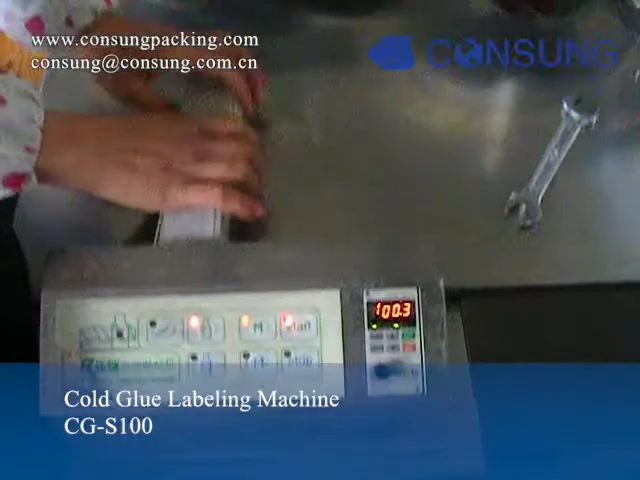 www.consungpacking.com
consung@consung.com.cn
CONSUNG
100.3
M
Cold Glue Labeling Machine
CG-S100